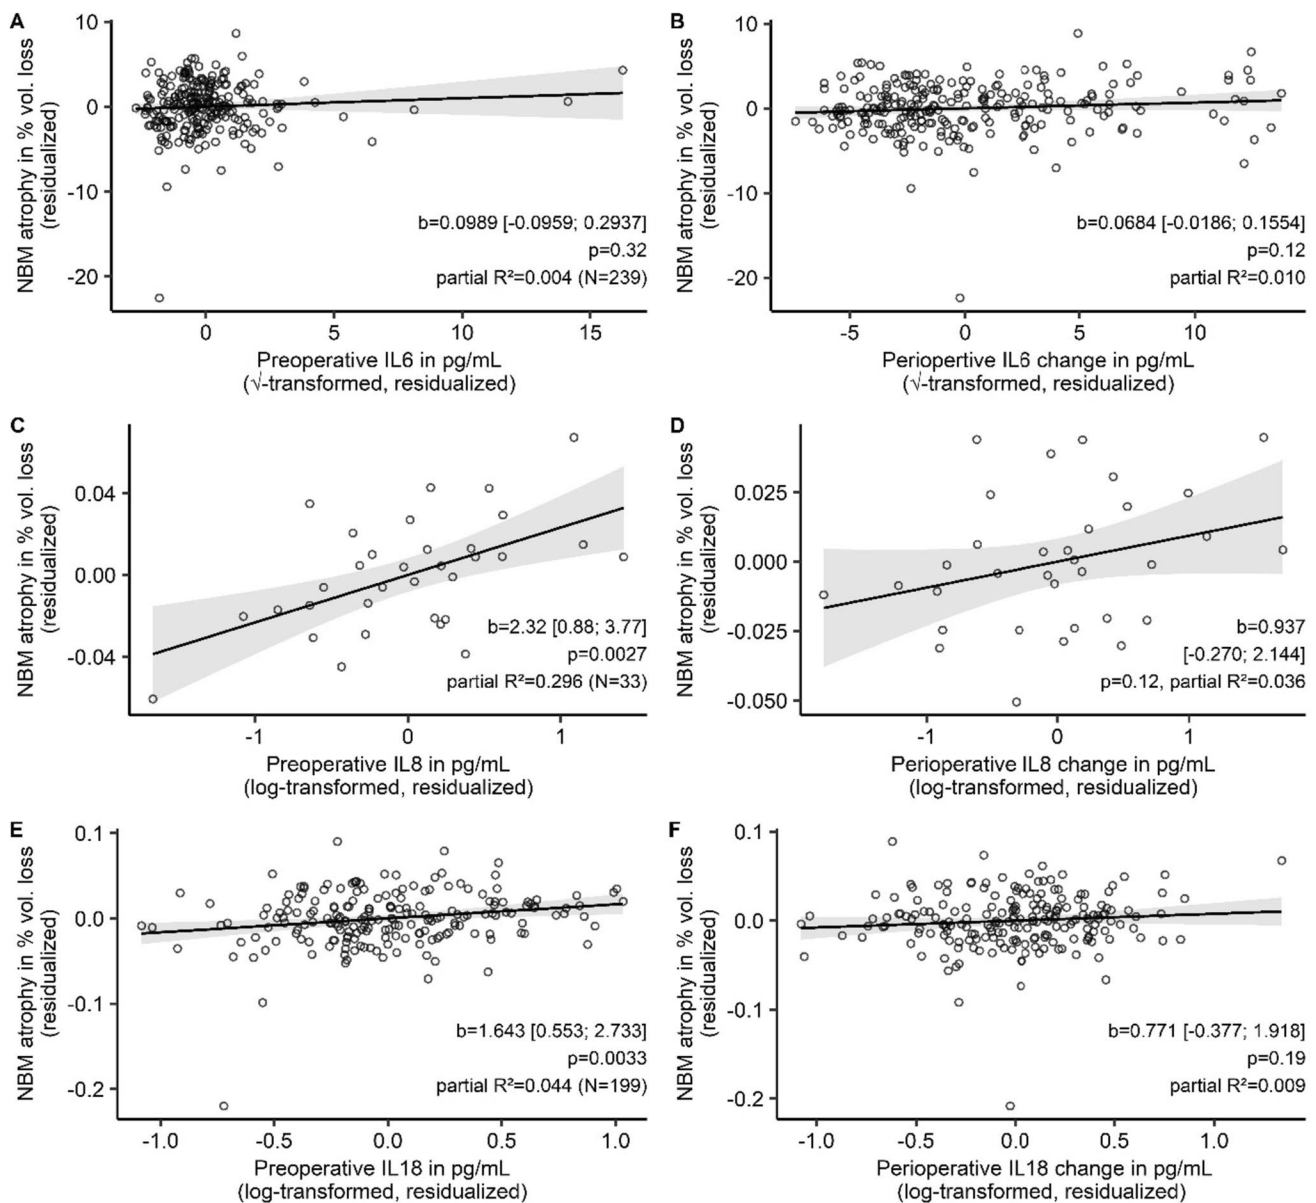 A
NBM atrophy in % vol. loss
(residualized)
10
0
-10
-20
b=0.0989 [-0.0959; 0.2937]
p=0.32
partial R²=0.004 (N=239)
0 5 10 15
Preoperative IL6 in pg/mL
(√-transformed, residualized)
B
NBM atrophy in % vol. loss
(residualized)
10
0
-10
-20
b=0.0684 [-0.0186; 0.1554]
p=0.12
partial R²=0.010
-5 0 5 10
Periopertive IL6 change in pg/mL
(√-transformed, residualized)
C
NBM atrophy in % vol. loss
(residualized)
0.04
0.00
-0.04
b=2.32 [0.88; 3.77]
p=0.0027
partial R²=0.296 (N=33)
-1 0 1
Preoperative IL8 in pg/mL
(log-transformed, residualized)
D
NBM atrophy in % vol. loss
(residualized)
0.025
0.000
-0.025
-0.050
b=0.937
[-0.270; 2.144]
p=0.12, partial R²=0.036
-1 0 1
Perioperative IL8 change in pg/mL
(log-transformed, residualized)
E
NBM atrophy in % vol. loss
(residualized)
0.1
0.0
-0.1
-0.2
b=1.643 [0.553; 2.733]
p=0.0033
partial R²=0.044 (N=199)
-1.0 -0.5 0.0 0.5 1.0
Preoperative IL18 in pg/mL
(log-transformed, residualized)
F
NBM atrophy in % vol. loss
(residualized)
0.1
0.0
-0.1
-0.2
b=0.771 [-0.377; 1.918]
p=0.19
partial R²=0.009
-1.0 -0.5 0.0 0.5 1.0
Perioperative IL18 change in pg/mL
(log-transformed, residualized)